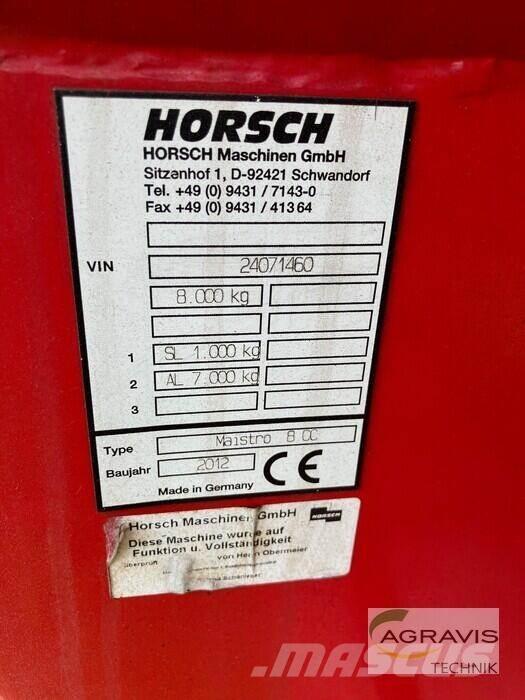 HORSCH
HORSCH Maschinen GmbH
Sitzenhof 1, D-92421 Schwandorf
Tel. +49 (0) 9431 / 7143-0
Fax +49 (0) 9431 / 413 64
VIN 24071460
8.000 kg
1 SL 1.000 kg
2 AL 7.000 kg
3
Type Maistro 8 CC
Baujahr 2012 CE
Made in Germany
Horsch Maschinen GmbH HORSCH
Diese Maschine wurde auf
Funktion u. Vollständigkeit
überprüft von Herrn Obermeier
AGRAVIS
TECHNIK
MASCUS